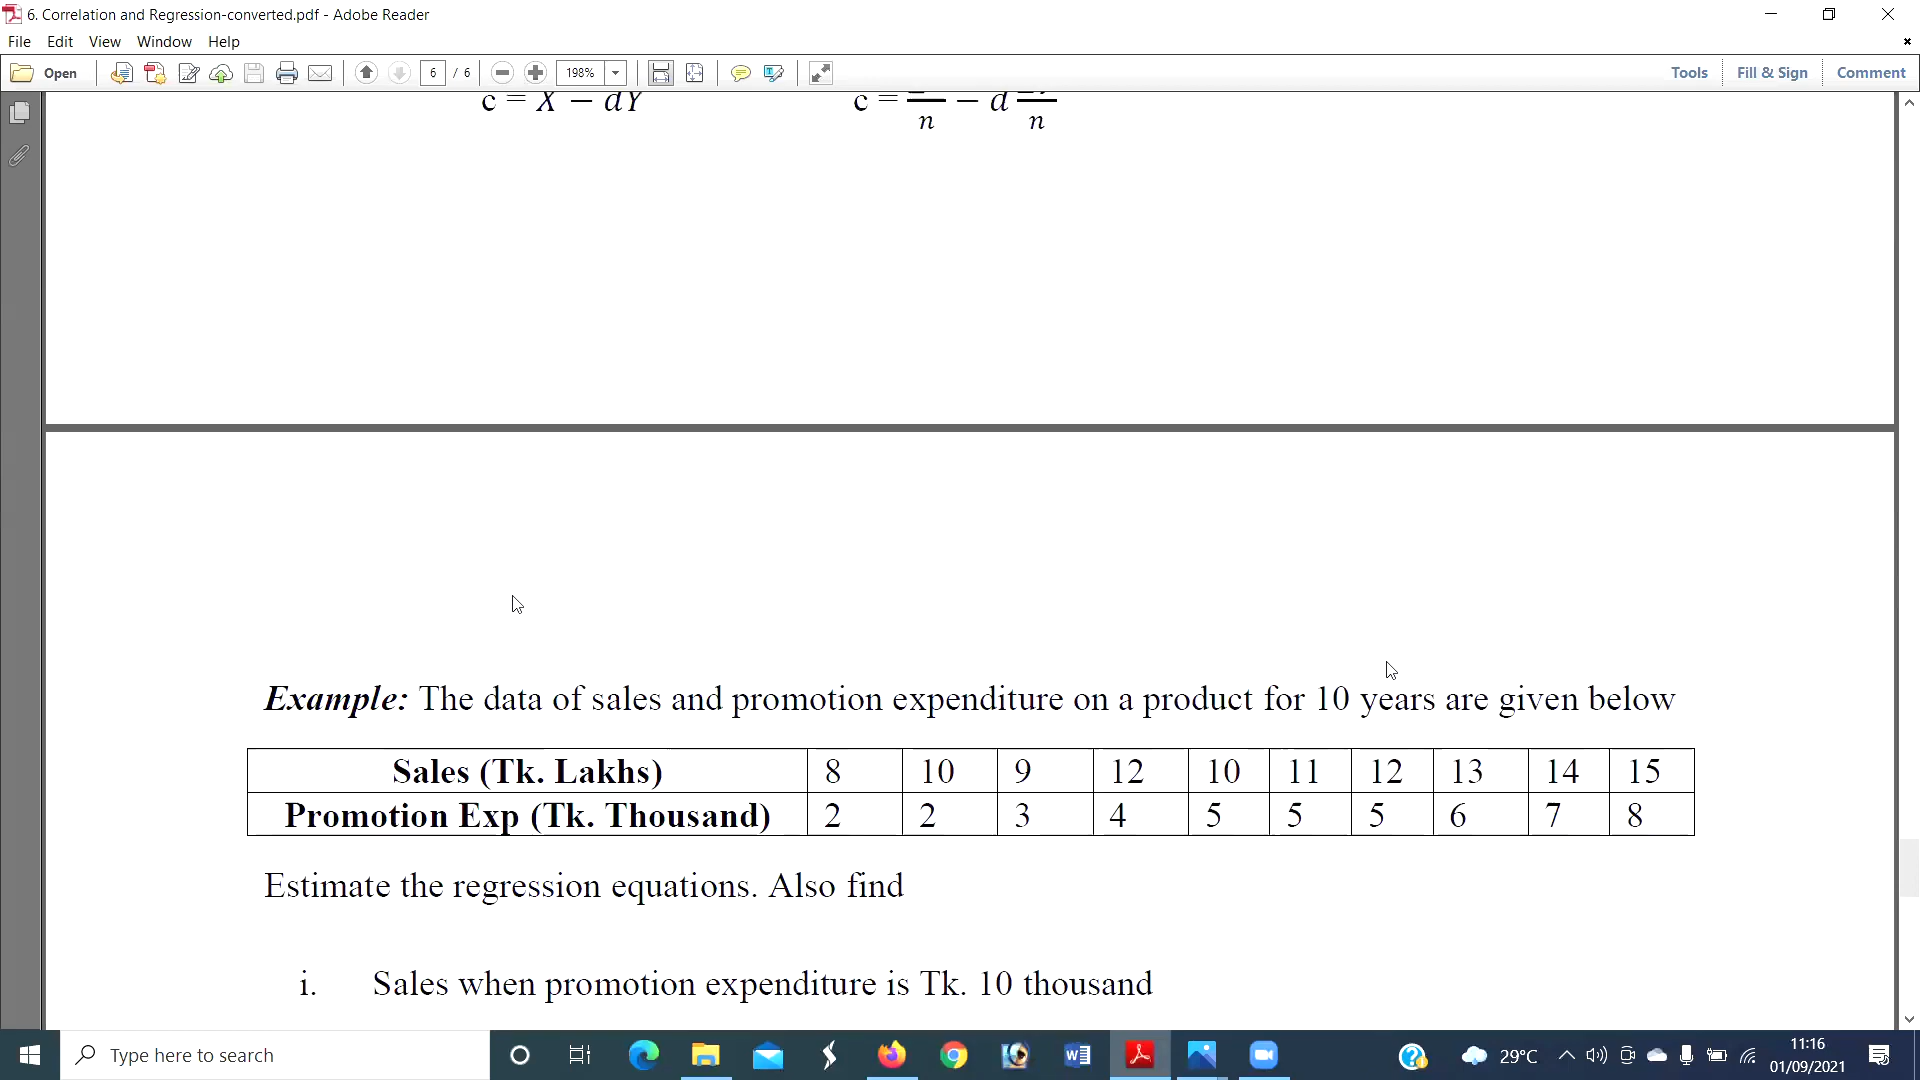 6. Correlation and Regression-converted.pdf - Adobe Reader
File Edit View Window Help
Open 6 / 6 198% Tools Fill & Sign Comment
c = X − dY c = n − d n
Example: The data of sales and promotion expenditure on a product for 10 years are given below
Sales (Tk. Lakhs) 8 10 9 12 10 11 12 13 14 15
Promotion Exp (Tk. Thousand) 2 2 3 4 5 5 5 6 7 8
Estimate the regression equations. Also find
i. Sales when promotion expenditure is Tk. 10 thousand
Type here to search 29°C 11:16
01/09/2021